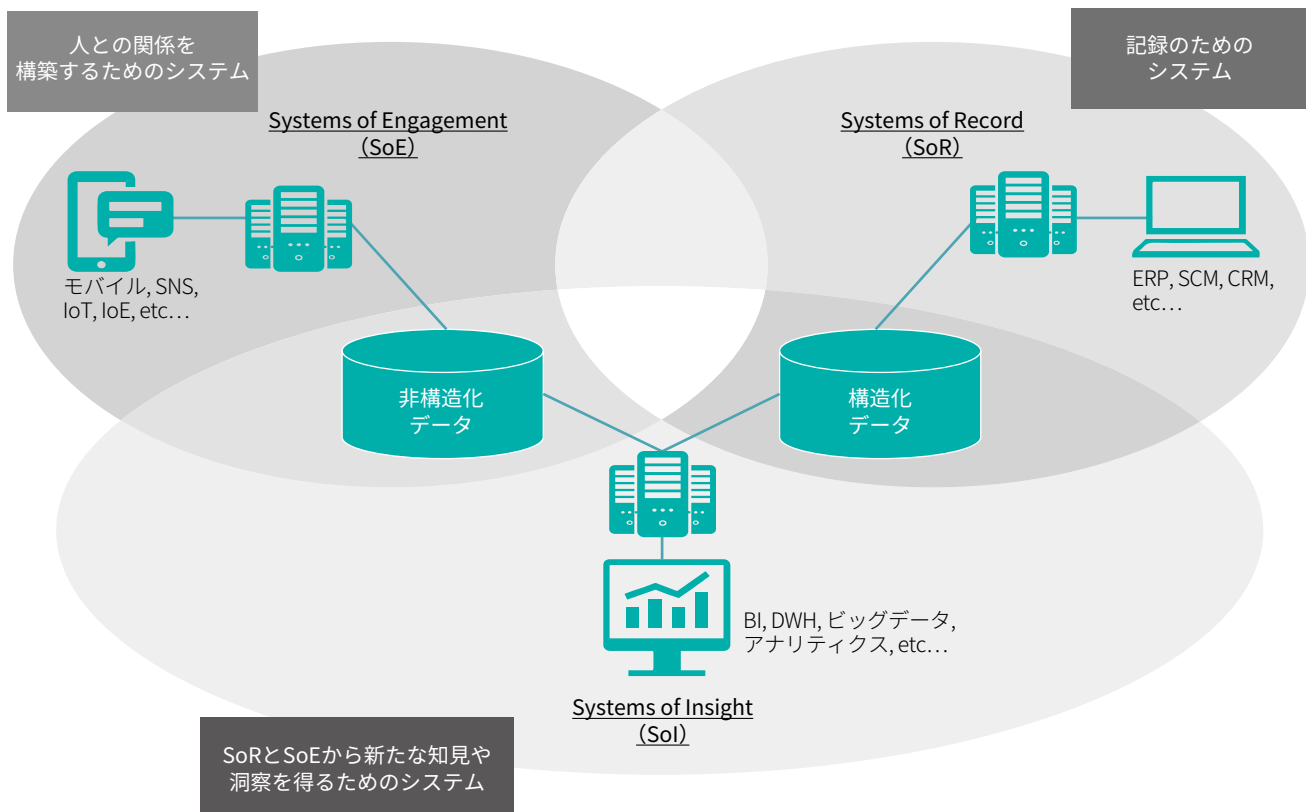 人との関係を
構築するためのシステム
記録のための
システム
Systems of Engagement
（SoE）
Systems of Record
（SoR）
モバイル, SNS,
IoT, IoE, etc…
ERP, SCM, CRM,
etc…
非構造化
データ
構造化
データ
BI, DWH, ビッグデータ,
アナリティクス, etc…
Systems of Insight
（SoI）
SoRとSoEから新たな知見や
洞察を得るためのシステム